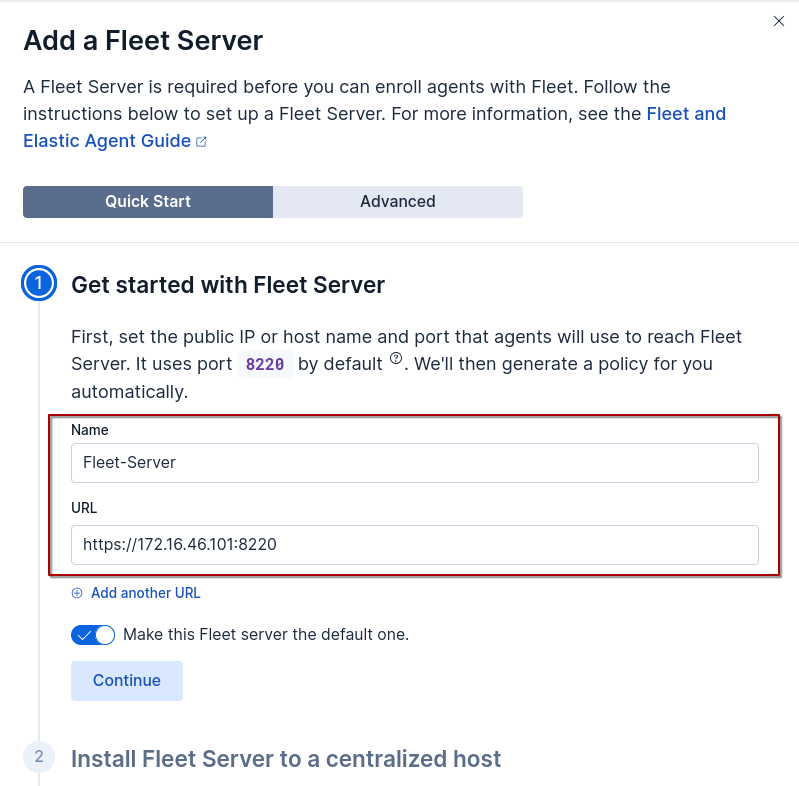 Add a Fleet Server
A Fleet Server is required before you can enroll agents with Fleet. Follow the
instructions below to set up a Fleet Server. For more information, see the Fleet and
Elastic Agent Guide
Quick Start
Advanced
1
Get started with Fleet Server
First, set the public IP or host name and port that agents will use to reach Fleet
Server. It uses port 8220 by default ?. We'll then generate a policy for you
automatically.
Name
Fleet-Server
URL
https://172.16.46.101:8220
Add another URL
Make this Fleet server the default one.
Continue
2
Install Fleet Server to a centralized host